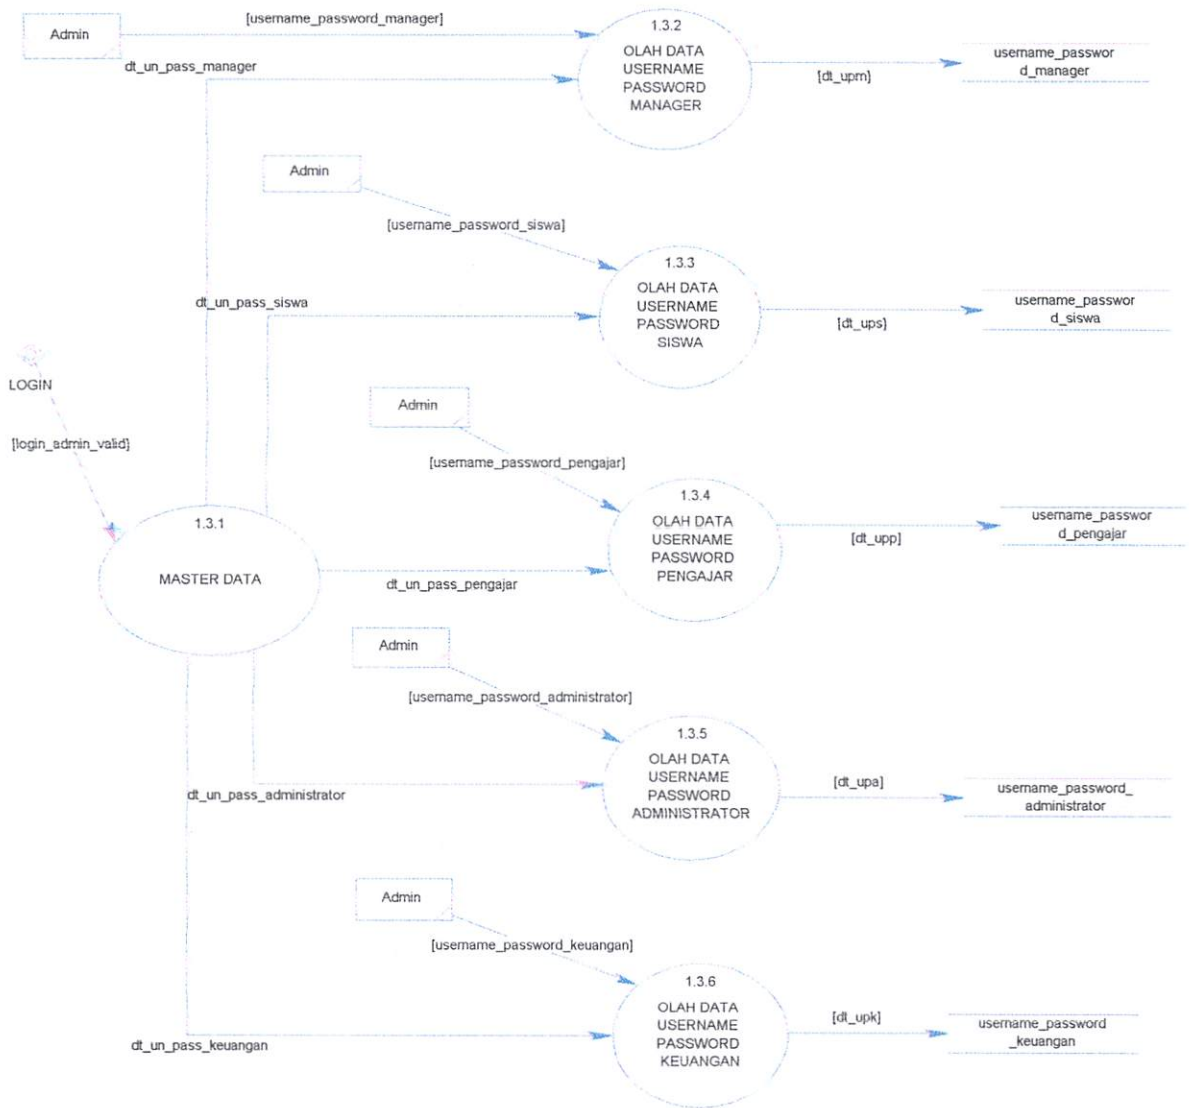 [username_password_manager]
Admin
1.3.2
OLAH DATA
USERNAME
PASSWORD
MANAGER
username_passwor
d_manager
dt_un_pass_manager
[dt_upm]
Admin
[username_password_siswa]
1.3.3
OLAH DATA
USERNAME
PASSWORD
SISWA
dt_un_pass_siswa
username_passwor
d_siswa
[dt_ups]
LOGIN
Admin
[login_admin_valid]
[username_password_pengajar]
1.3.4
OLAH DATA
USERNAME
PASSWORD
PENGAJAR
username_passwor
d_pengajar
[dt_upp]
1.3.1
MASTER DATA
dt_un_pass_pengajar
Admin
[username_password_administrator]
1.3.5
OLAH DATA
USERNAME
PASSWORD
ADMINISTRATOR
[dt_upa]
username_password_
administrator
dt_un_pass_administrator
Admin
[username_password_keuangan]
1.3.6
OLAH DATA
USERNAME
PASSWORD
KEUANGAN
[dt_upk]
username_password
_keuangan
dt_un_pass_keuangan